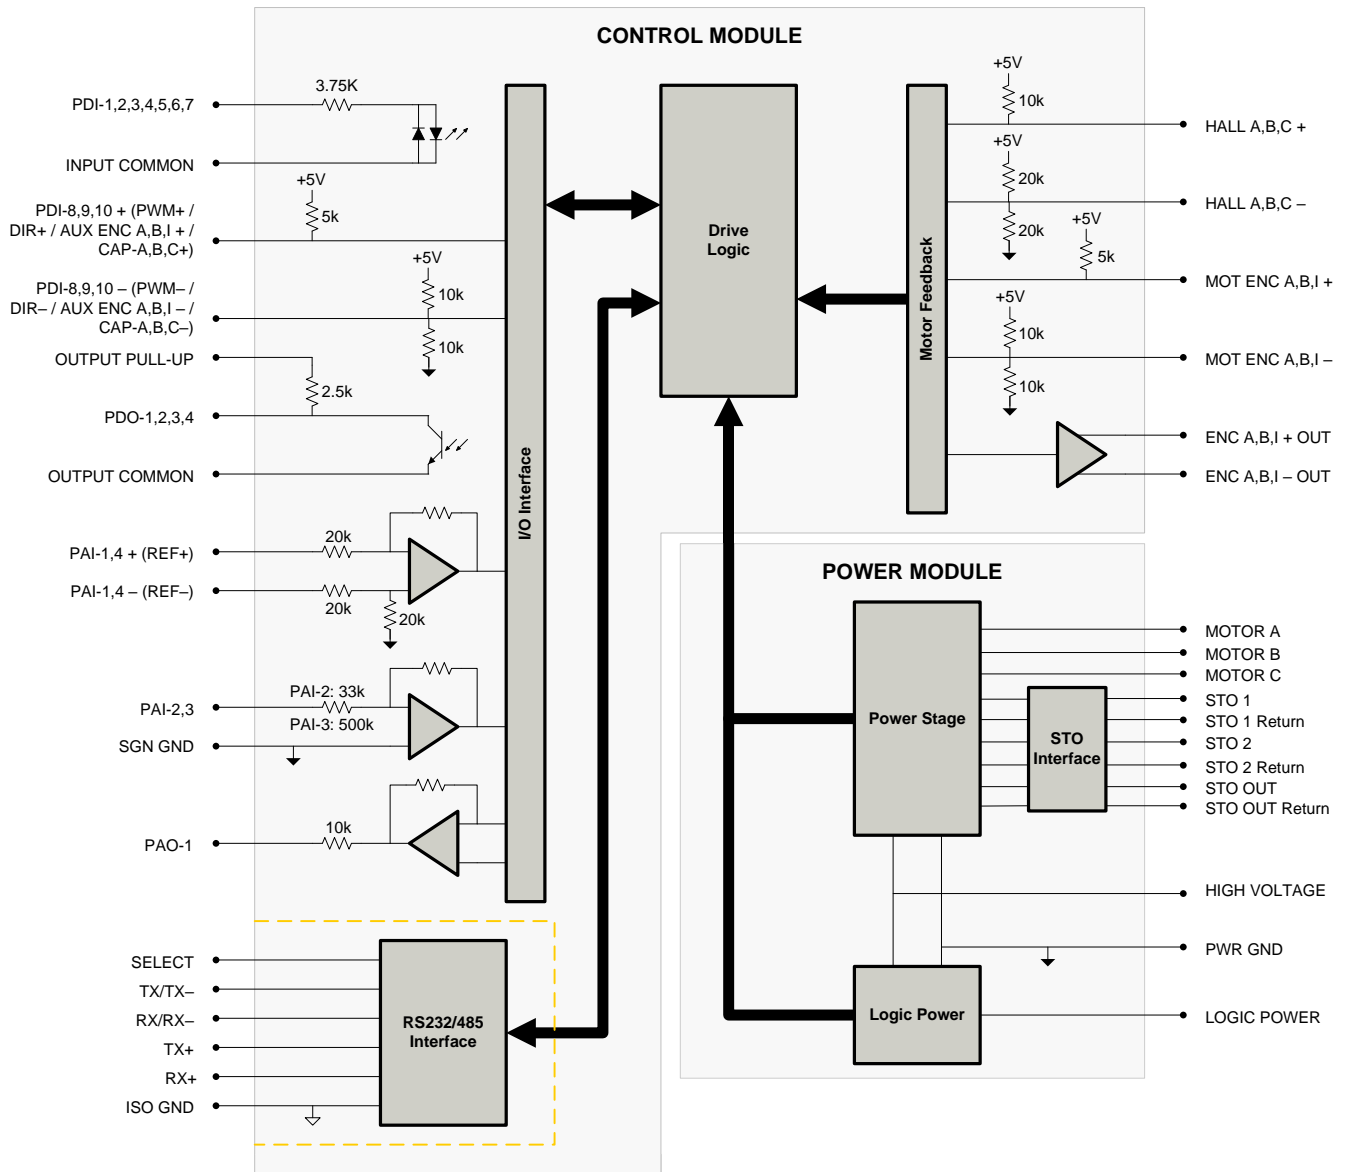 CONTROL MODULE
PDI-1,2,3,4,5,6,7
3.75K
INPUT COMMON
+5V
5k
PDI-8,9,10 + (PWM+ /
DIR+ / AUX ENC A,B,I + /
CAP-A,B,C+)
+5V
10k
10k
PDI-8,9,10 – (PWM– /
DIR– / AUX ENC A,B,I – /
CAP-A,B,C–)
OUTPUT PULL-UP
2.5k
PDO-1,2,3,4
OUTPUT COMMON
PAI-1,4 + (REF+)
20k
PAI-1,4 – (REF–)
20k
20k
PAI-2: 33k
PAI-2,3
PAI-3: 500k
SGN GND
PAO-1
10k
I/O Interface
SELECT
TX/TX–
RX/RX–
TX+
RX+
ISO GND
RS232/485
Interface
Drive
Logic
Motor Feedback
+5V
10k
HALL A,B,C +
+5V
20k
20k
HALL A,B,C –
+5V
5k
MOT ENC A,B,I +
+5V
10k
10k
MOT ENC A,B,I –
ENC A,B,I + OUT
ENC A,B,I – OUT
POWER MODULE
Power Stage
STO
Interface
MOTOR A
MOTOR B
MOTOR C
STO 1
STO 1 Return
STO 2
STO 2 Return
STO OUT
STO OUT Return
HIGH VOLTAGE
PWR GND
Logic Power
LOGIC POWER